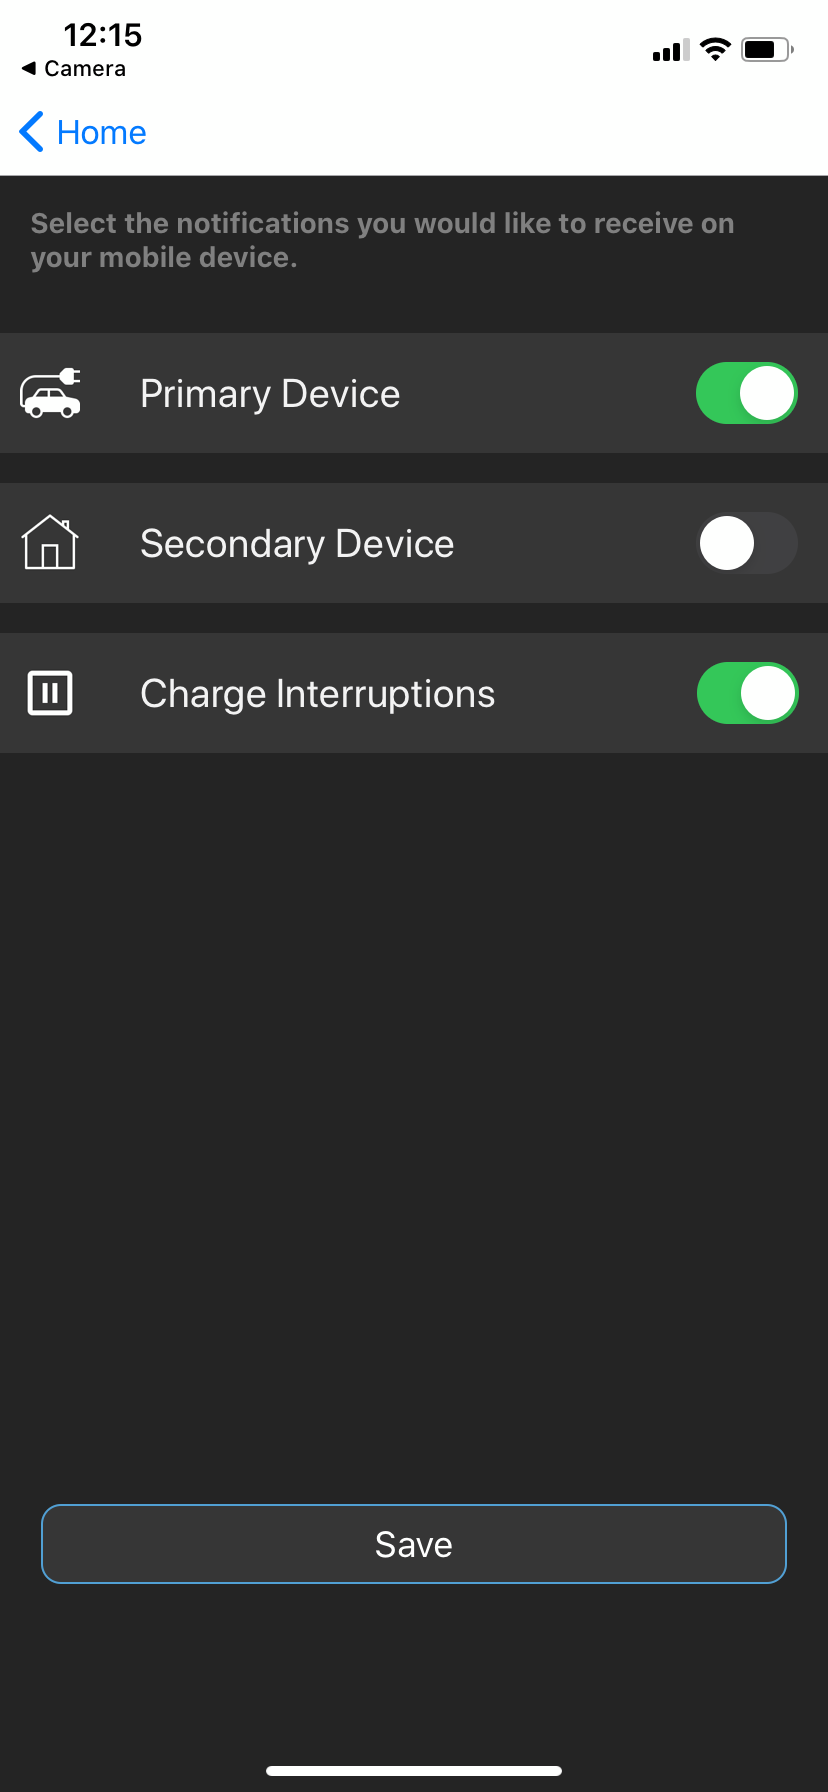 12:15
◀ Camera
Home
Select the notifications you would like to receive on
your mobile device.
Primary Device
Secondary Device
Charge Interruptions
Save